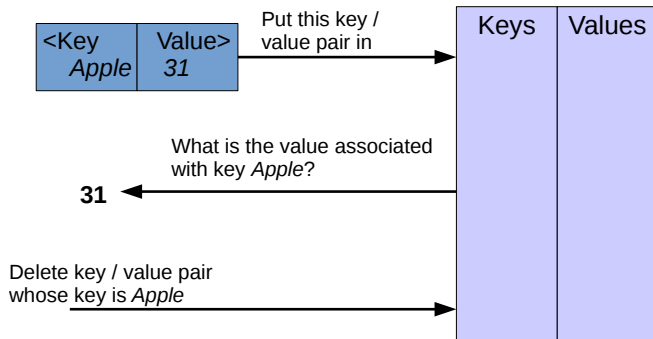 <Key Value>
Apple 31
Put this key /
value pair in
Keys Values
What is the value associated
with key Apple?
31
Delete key / value pair
whose key is Apple